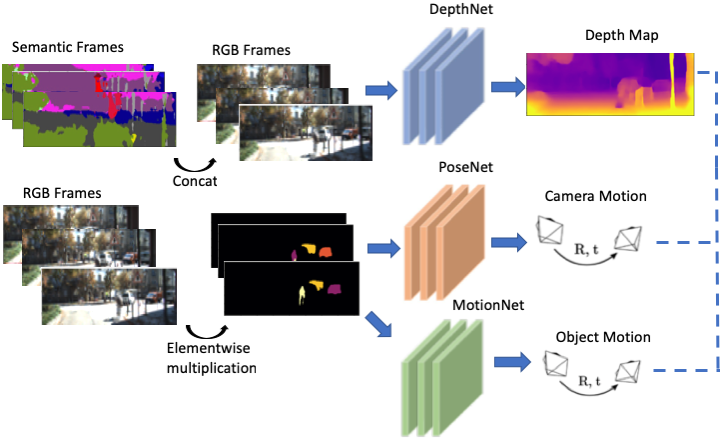 DepthNet
Semantic Frames
RGB Frames
Depth Map
Concat
PoseNet
RGB Frames
Camera Motion
R, t
MotionNet
Elementwise
multiplication
Object Motion
R, t